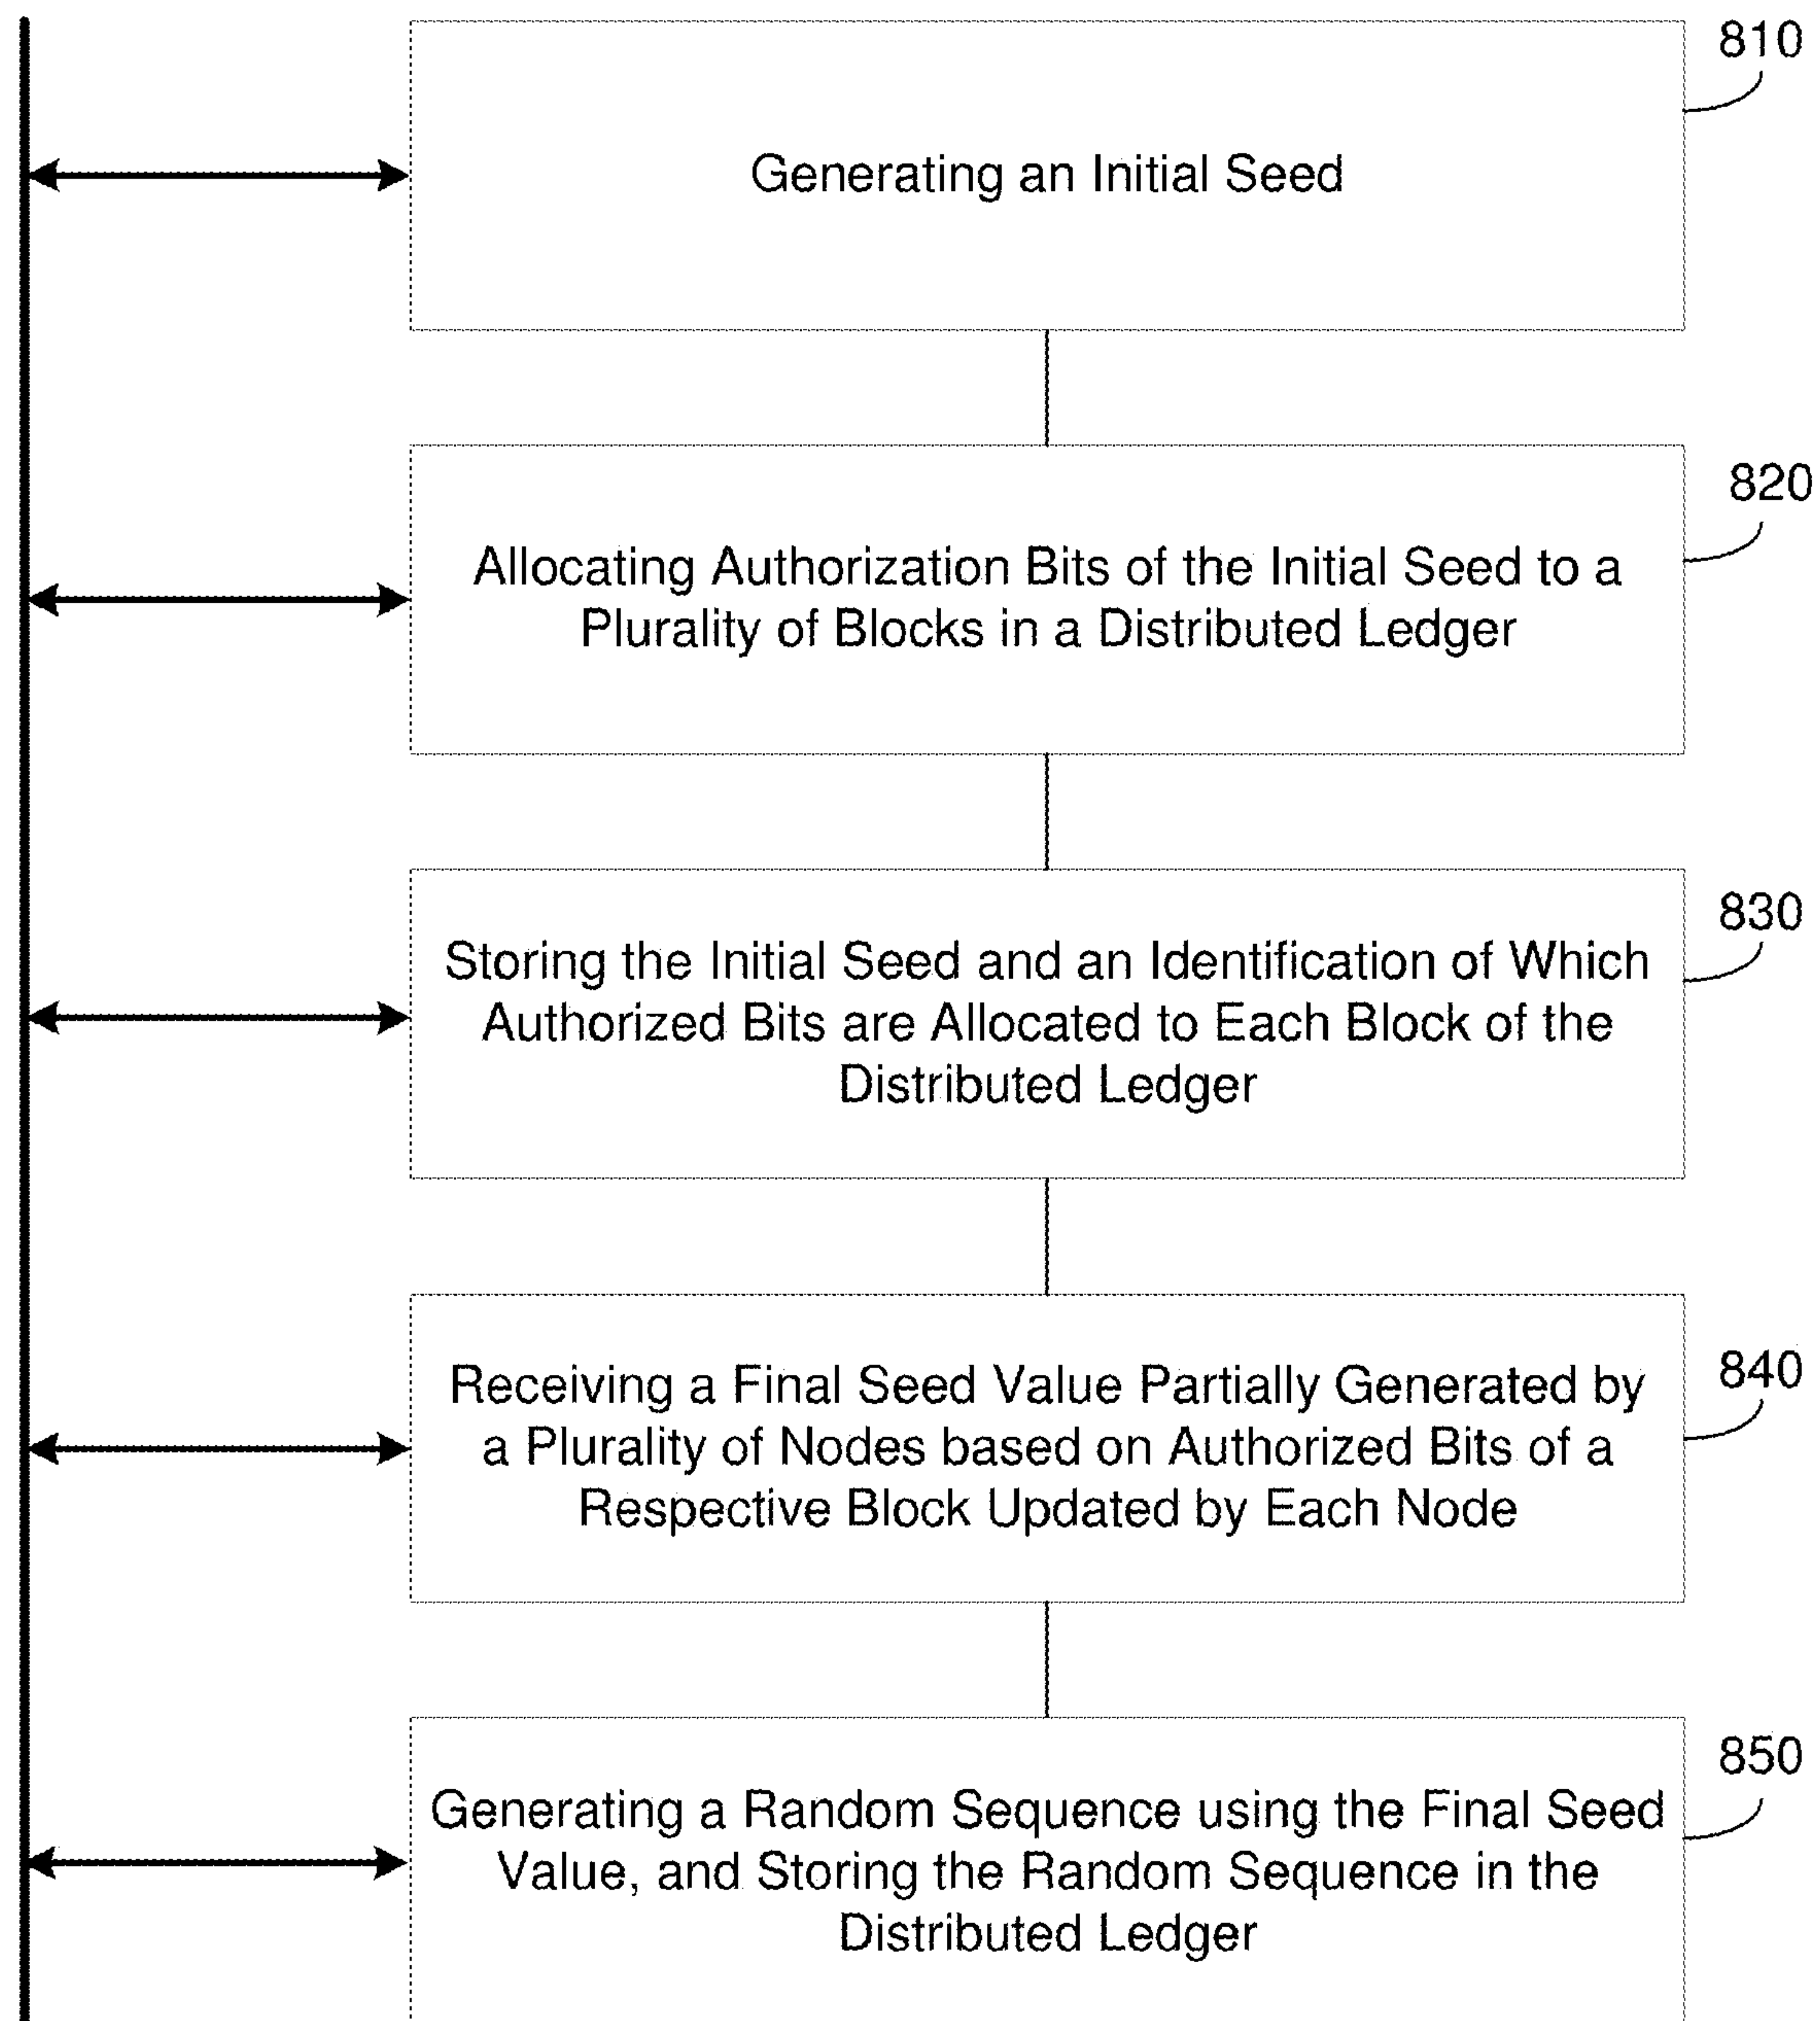 810
Generating an Initial Seed
820
Allocating Authorization Bits of the Initial Seed to a
Plurality of Blocks in a Distributed Ledger
830
Storing the Initial Seed and an Identification of Which
Authorized Bits are Allocated to Each Block of the
Distributed Ledger
840
Receiving a Final Seed Value Partially Generated by
a Plurality of Nodes based on Authorized Bits of a
Respective Block Updated by Each Node
850
Generating a Random Sequence using the Final Seed
Value, and Storing the Random Sequence in the
Distributed Ledger